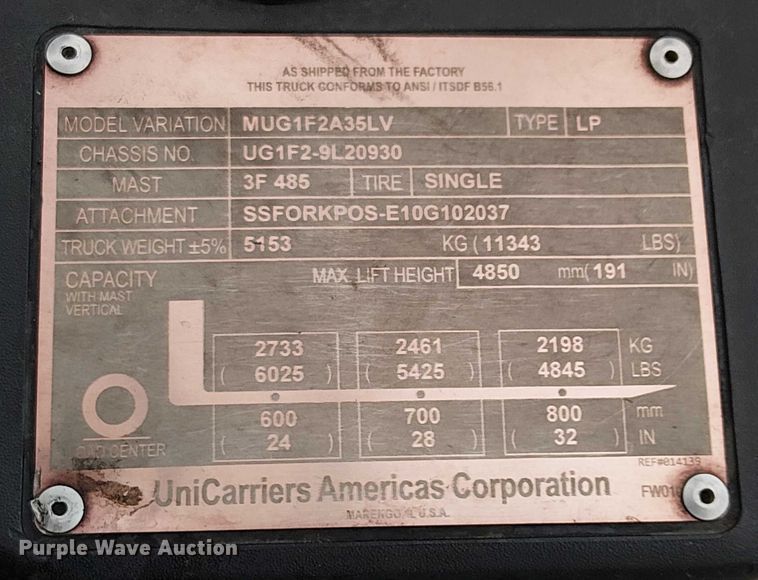 AS SHIPPED FROM THE FACTORY
THIS TRUCK CONFORMS TO ANSI / ITSDF B56.1
MODEL VARIATION MUG1F2A35LV TYPE LP
CHASSIS NO. UG1F2-9L20930
MAST 3F 485 TIRE SINGLE
ATTACHMENT SSFORKPOS-E10G102037
TRUCK WEIGHT ±5% 5153 KG ( 11343 LBS)
CAPACITY MAX. LIFT HEIGHT 4850 mm( 191 IN)
WITH MAST
VERTICAL
2733 2461 2198 KG
( 6025 ) ( 5425 ) ( 4845 ) LBS
600 700 800 mm
( 24 ) ( 28 ) ( 32 ) IN
CENTER
REF#014139
UniCarriers Americas Corporation
MARENGO, IL U.S.A.
Purple Wave Auction